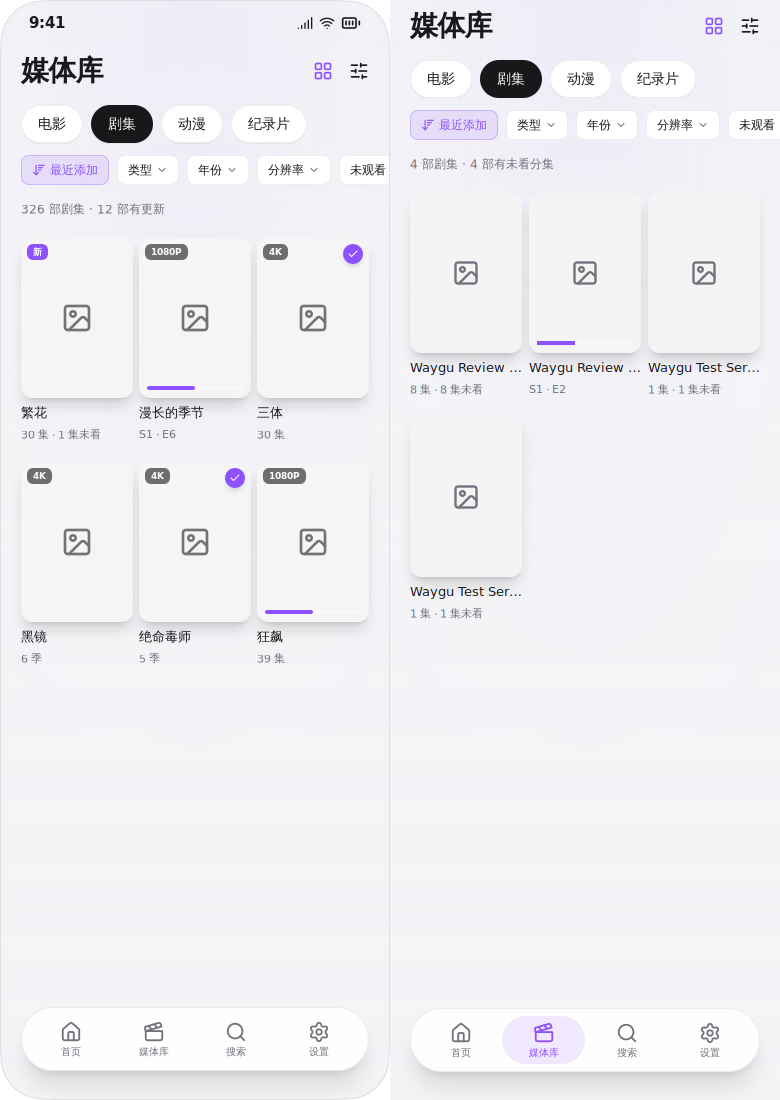 9:41
媒体库
电影 剧集 动漫 纪录片
最近添加 类型 年份 分辨率 未观看
326 部剧集 · 12 部有更新
新 1080P 4K
繁花 漫长的季节 三体
30 集 · 1 集未看 S1 · E6 30 集
4K 4K 1080P
黑镜 绝命毒师 狂飙
6 季 5 季 39 集
首页 媒体库 搜索 设置
媒体库
电影 剧集 动漫 纪录片
最近添加 类型 年份 分辨率 未观看
4 部剧集 · 4 部有未看分集
Waygu Review ... Waygu Review ... Waygu Test Ser...
8 集 · 8 集未看 S1 · E2 1 集 · 1 集未看
Waygu Test Ser...
1 集 · 1 集未看
首页 媒体库 搜索 设置